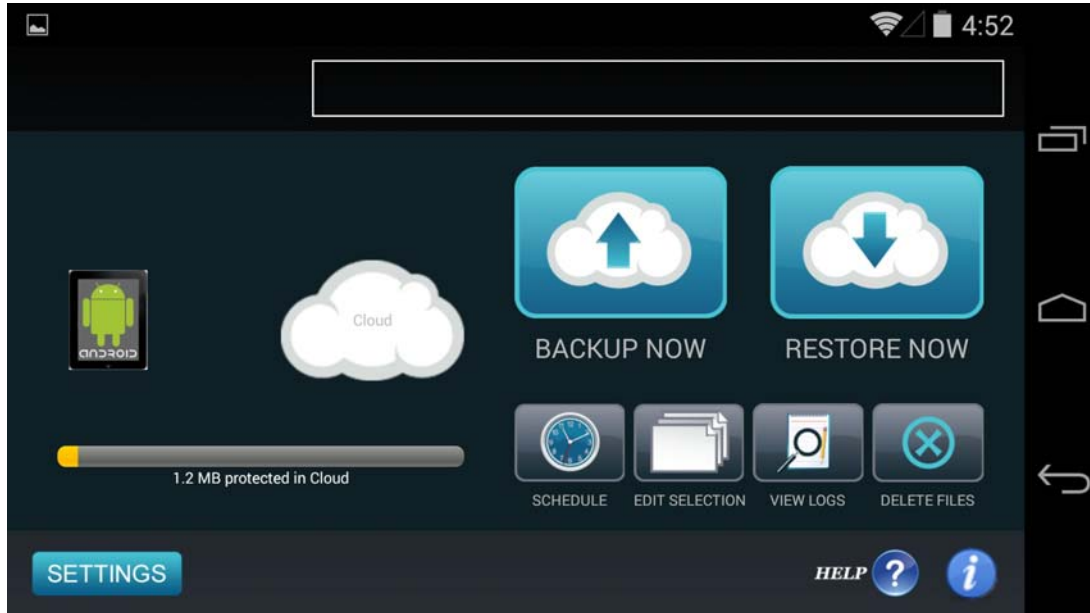 4:52
Cloud
ANDROID
BACKUP NOW
RESTORE NOW
1.2 MB protected in Cloud
SCHEDULE
EDIT SELECTION
VIEW LOGS
DELETE FILES
SETTINGS
HELP ?
i